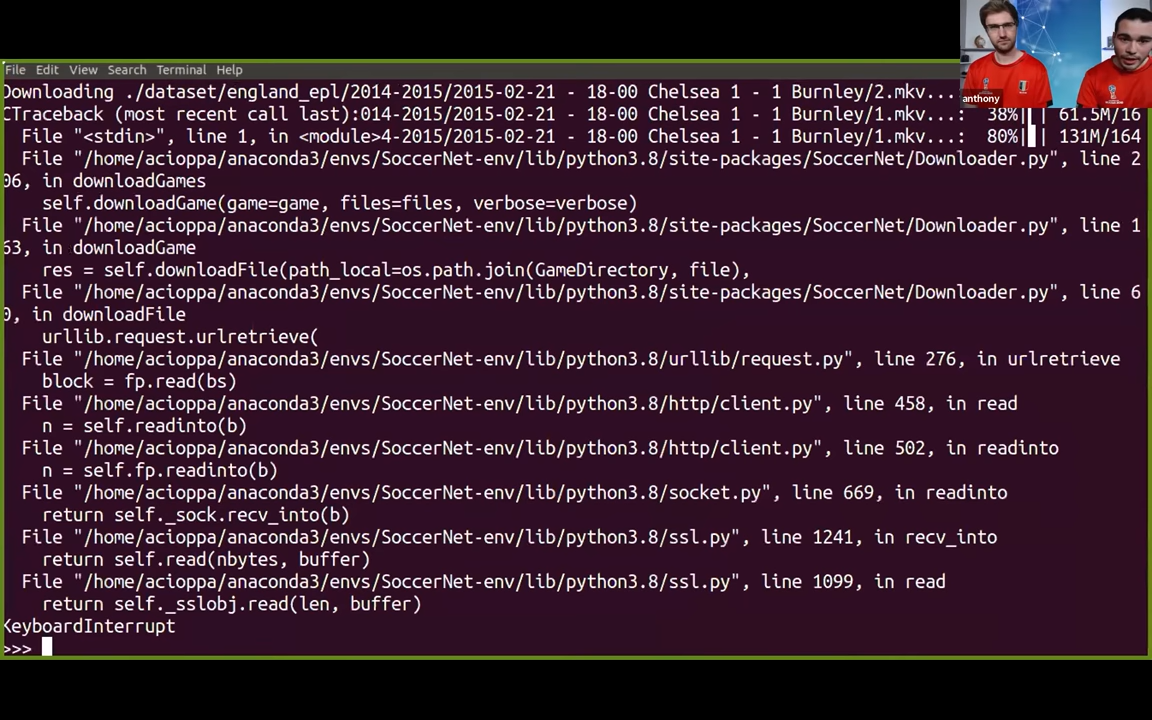 File Edit View Search Terminal Help
Downloading ./dataset/england_epl/2014-2015/2015-02-21 - 18-00 Chelsea 1 - 1 Burnley/2.mkv...
CTraceback (most recent call last):014-2015/2015-02-21 - 18-00 Chelsea 1 - 1 Burnley/1.mkv...:  38%| | 61.5M/16
File "<stdin>", line 1, in <module>4-2015/2015-02-21 - 18-00 Chelsea 1 - 1 Burnley/1.mkv...:  80%| | 131M/164
File "/home/acioppa/anaconda3/envs/SoccerNet-env/lib/python3.8/site-packages/SoccerNet/Downloader.py", line 2
06, in downloadGames
self.downloadGame(game=game, files=files, verbose=verbose)
File "/home/acioppa/anaconda3/envs/SoccerNet-env/lib/python3.8/site-packages/SoccerNet/Downloader.py", line 1
63, in downloadGame
res = self.downloadFile(path_local=os.path.join(GameDirectory, file),
File "/home/acioppa/anaconda3/envs/SoccerNet-env/lib/python3.8/site-packages/SoccerNet/Downloader.py", line 6
0, in downloadFile
urllib.request.urlretrieve(
File "/home/acioppa/anaconda3/envs/SoccerNet-env/lib/python3.8/urllib/request.py", line 276, in urlretrieve
block = fp.read(bs)
File "/home/acioppa/anaconda3/envs/SoccerNet-env/lib/python3.8/http/client.py", line 458, in read
n = self.readinto(b)
File "/home/acioppa/anaconda3/envs/SoccerNet-env/lib/python3.8/http/client.py", line 502, in readinto
n = self.fp.readinto(b)
File "/home/acioppa/anaconda3/envs/SoccerNet-env/lib/python3.8/socket.py", line 669, in readinto
return self._sock.recv_into(b)
File "/home/acioppa/anaconda3/envs/SoccerNet-env/lib/python3.8/ssl.py", line 1241, in recv_into
return self.read(nbytes, buffer)
File "/home/acioppa/anaconda3/envs/SoccerNet-env/lib/python3.8/ssl.py", line 1099, in read
return self._sslobj.read(len, buffer)
KeyboardInterrupt
>>>
anthony